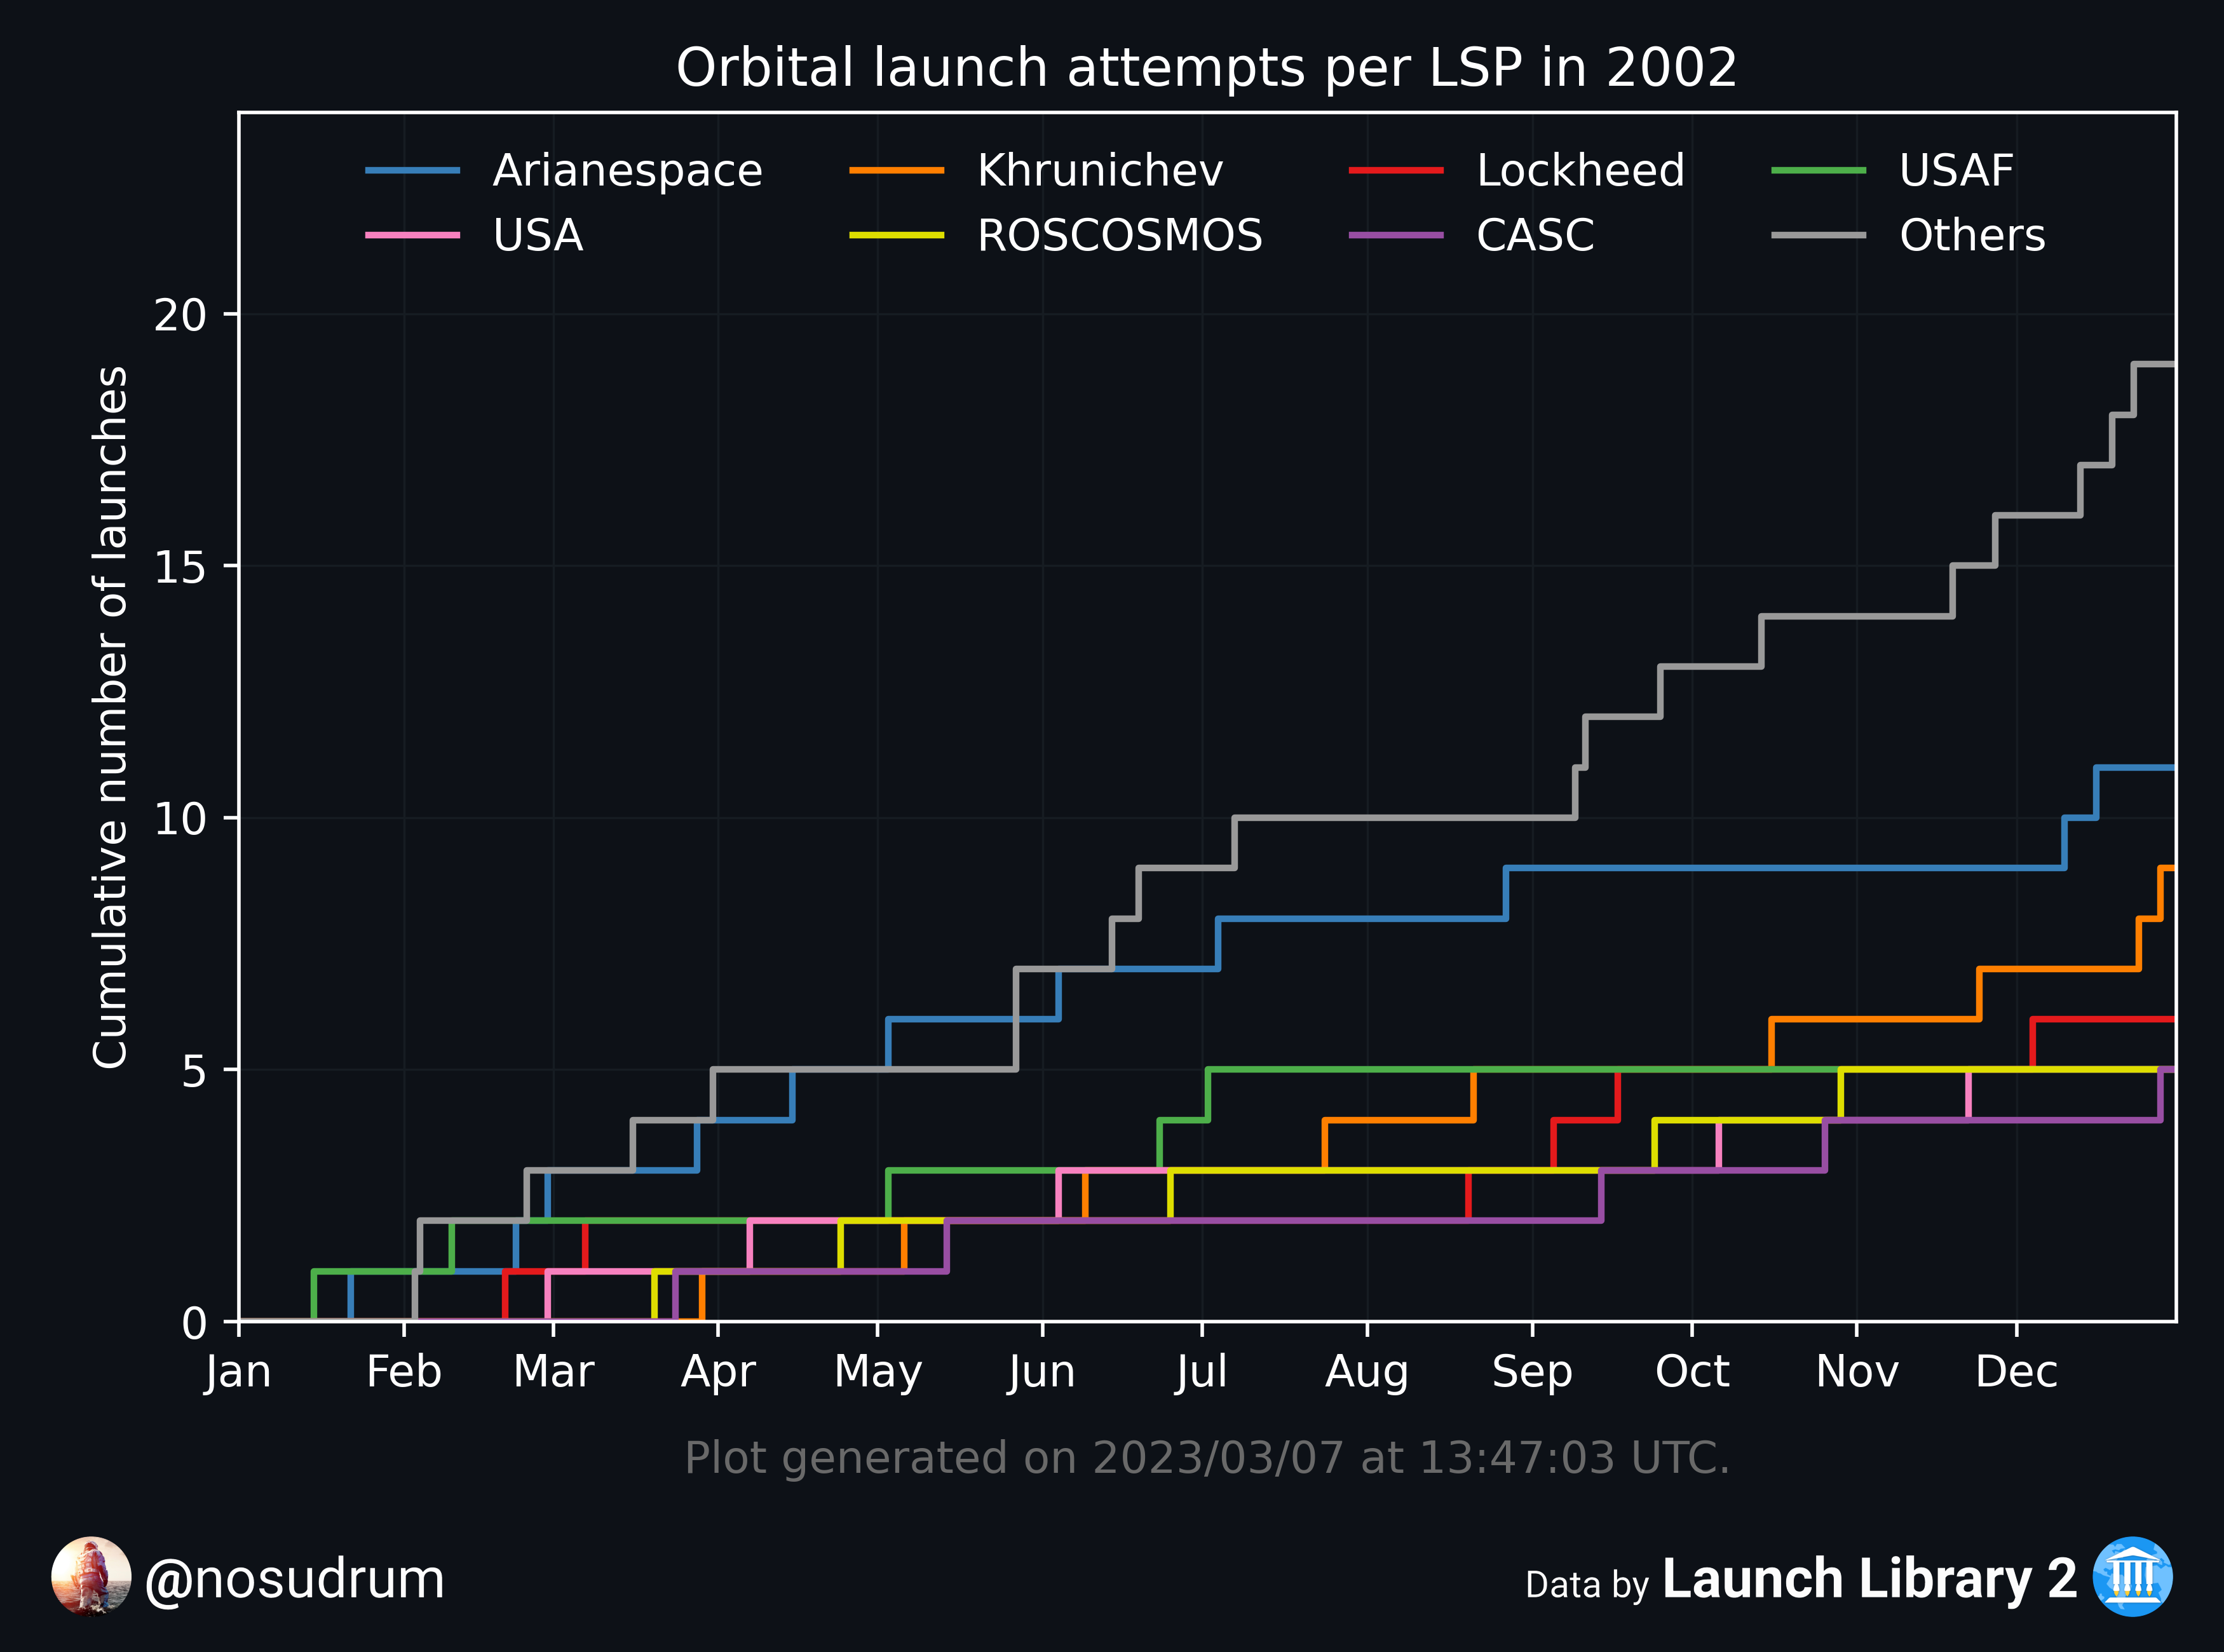 Orbital launch attempts per LSP in 2002
Arianespace Khrunichev Lockheed USAF
USA ROSCOSMOS CASC Others
Cumulative number of launches
20
15
10
5
0
Jan Feb Mar Apr May Jun Jul Aug Sep Oct Nov Dec
Plot generated on 2023/03/07 at 13:47:03 UTC.
@nosudrum
Data by Launch Library 2